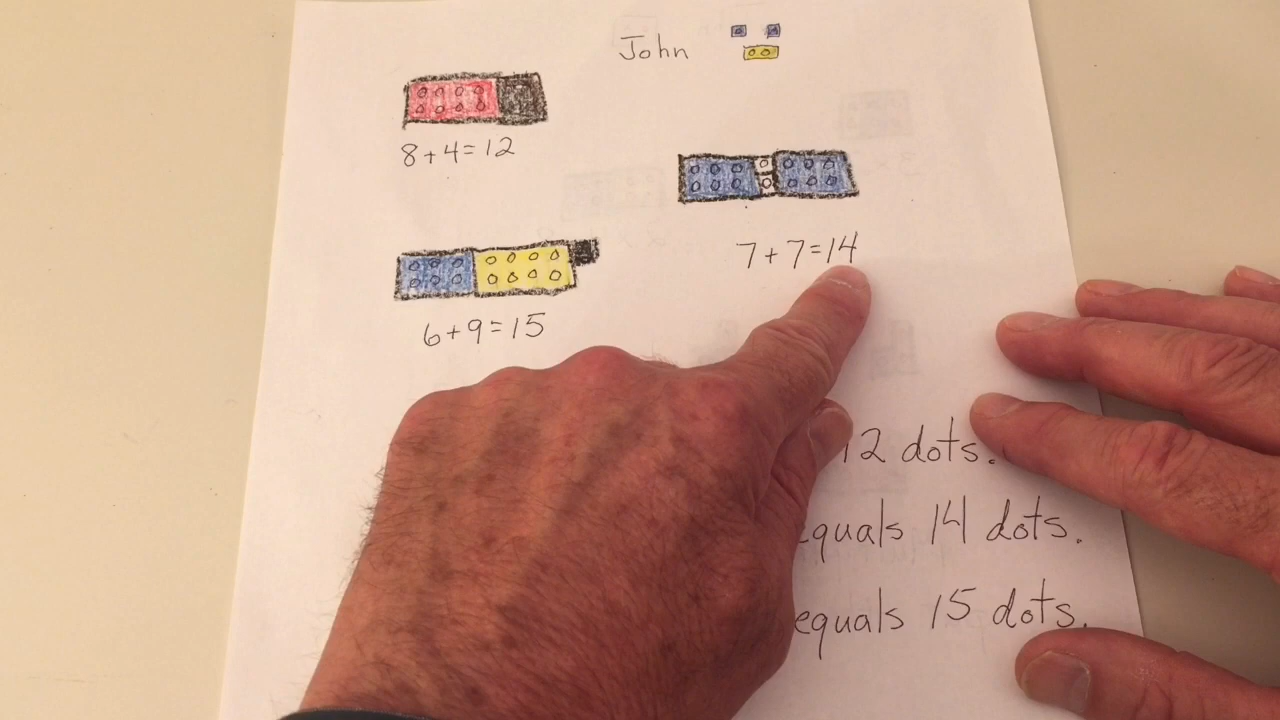 John
8+4=12
7+7=14
6+9=15
12 dots.
equals 14 dots.
equals 15 dots.